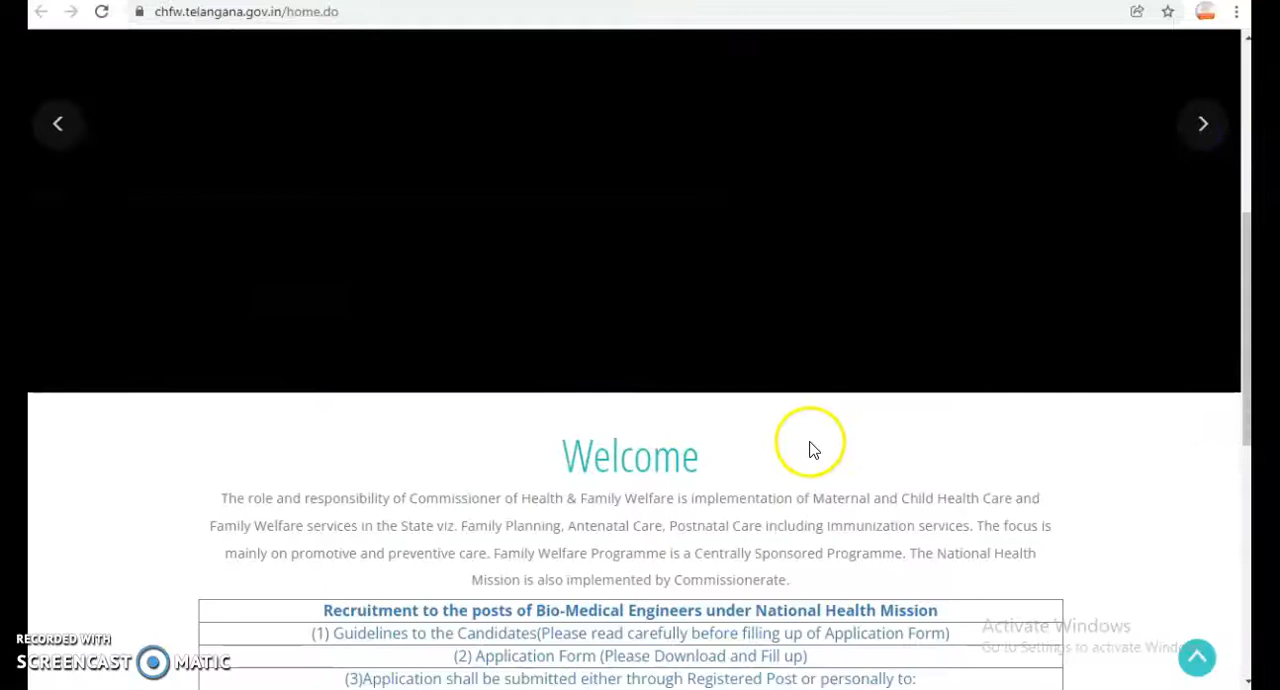 chfw.telangana.gov.in/home.do
Welcome
The role and responsibility of Commissioner of Health & Family Welfare is implementation of Maternal and Child Health Care and
Family Welfare services in the State viz. Family Planning, Antenatal Care, Postnatal Care including Immunization services. The focus is
mainly on promotive and preventive care. Family Welfare Programme is a Centrally Sponsored Programme. The National Health
Mission is also implemented by Commissionerate.
Recruitment to the posts of Bio-Medical Engineers under National Health Mission
(1) Guidelines to the Candidates(Please read carefully before filling up of Application Form)
(2) Application Form (Please Download and Fill up)
(3)Application shall be submitted either through Registered Post or personally to:
Activate Windows
Go to Settings to activate Wind
RECORDED WITH
SCREENCAST MATIC